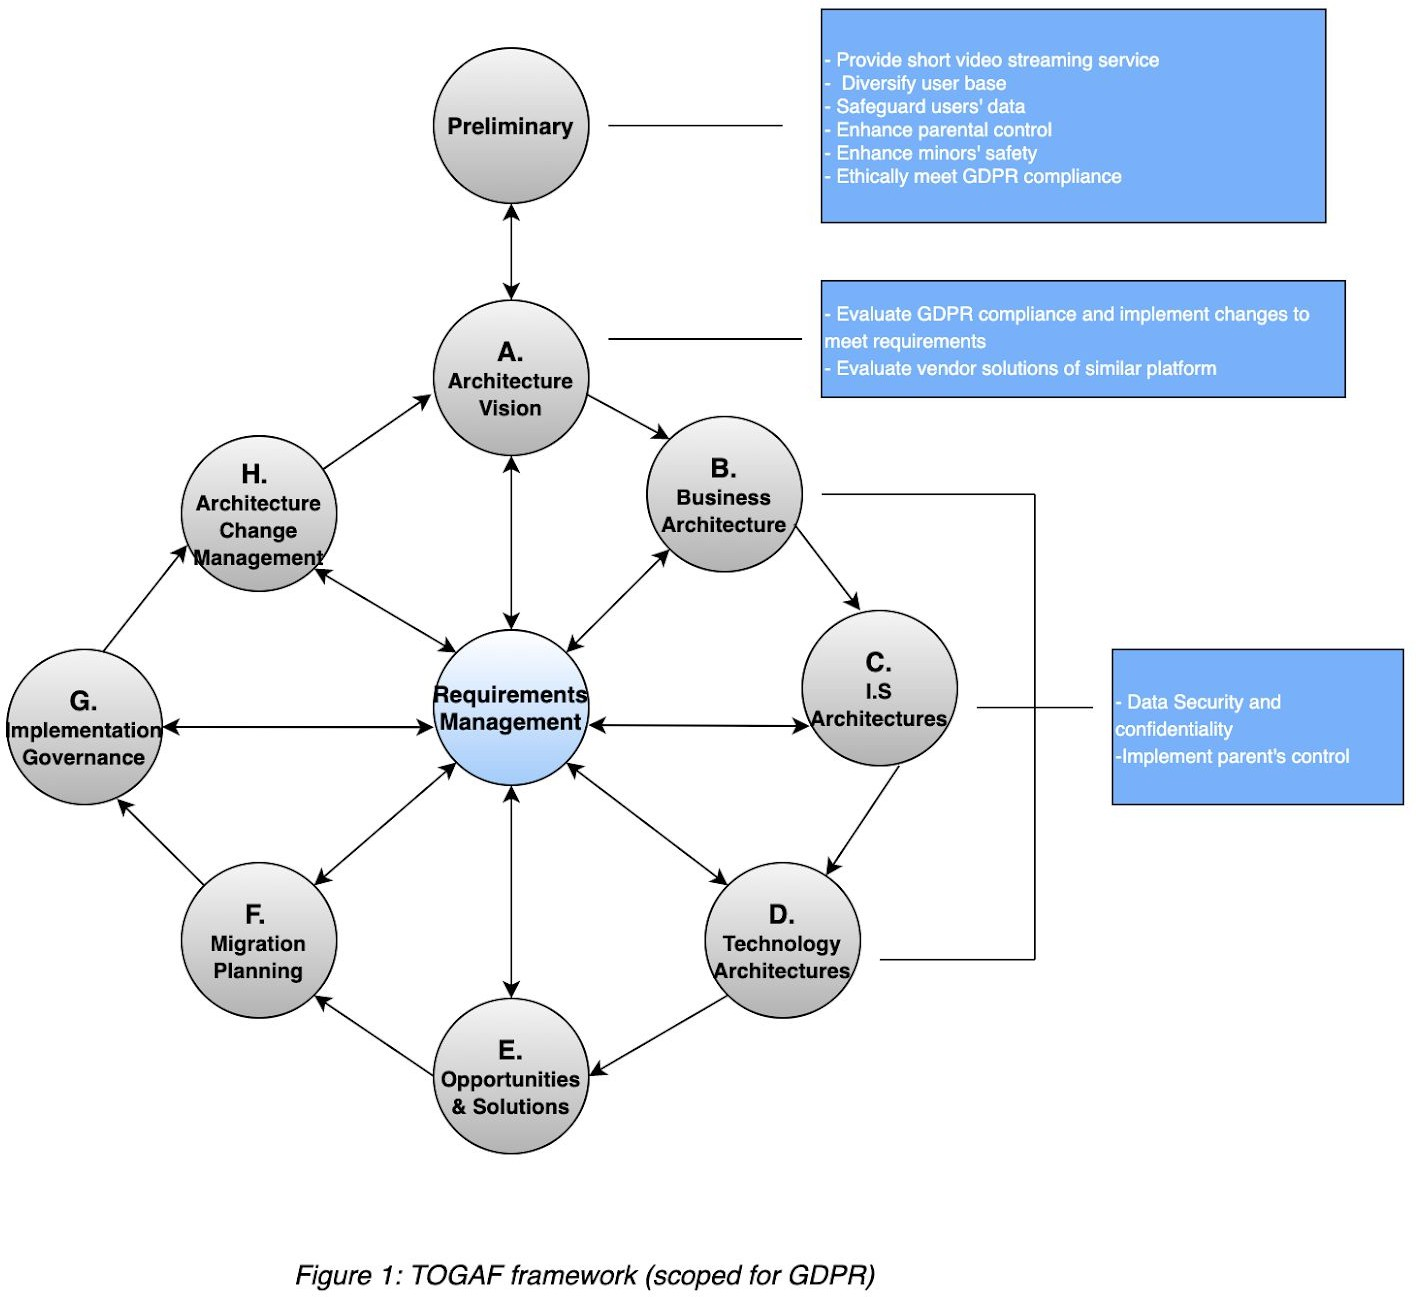 Preliminary
- Provide short video streaming service
-  Diversify user base
- Safeguard users' data
- Enhance parental control
- Enhance minors' safety
- Ethically meet GDPR compliance
A.
Architecture
Vision
- Evaluate GDPR compliance and implement changes to
meet requirements
- Evaluate vendor solutions of similar platform
B.
Business
Architecture
H.
Architecture
Change
Management
C.
I.S
Architectures
Requirements
Management
G.
Implementation
Governance
- Data Security and
confidentiality
-Implement parent's control
F.
Migration
Planning
D.
Technology
Architectures
E.
Opportunities
& Solutions
Figure 1: TOGAF framework (scoped for GDPR)